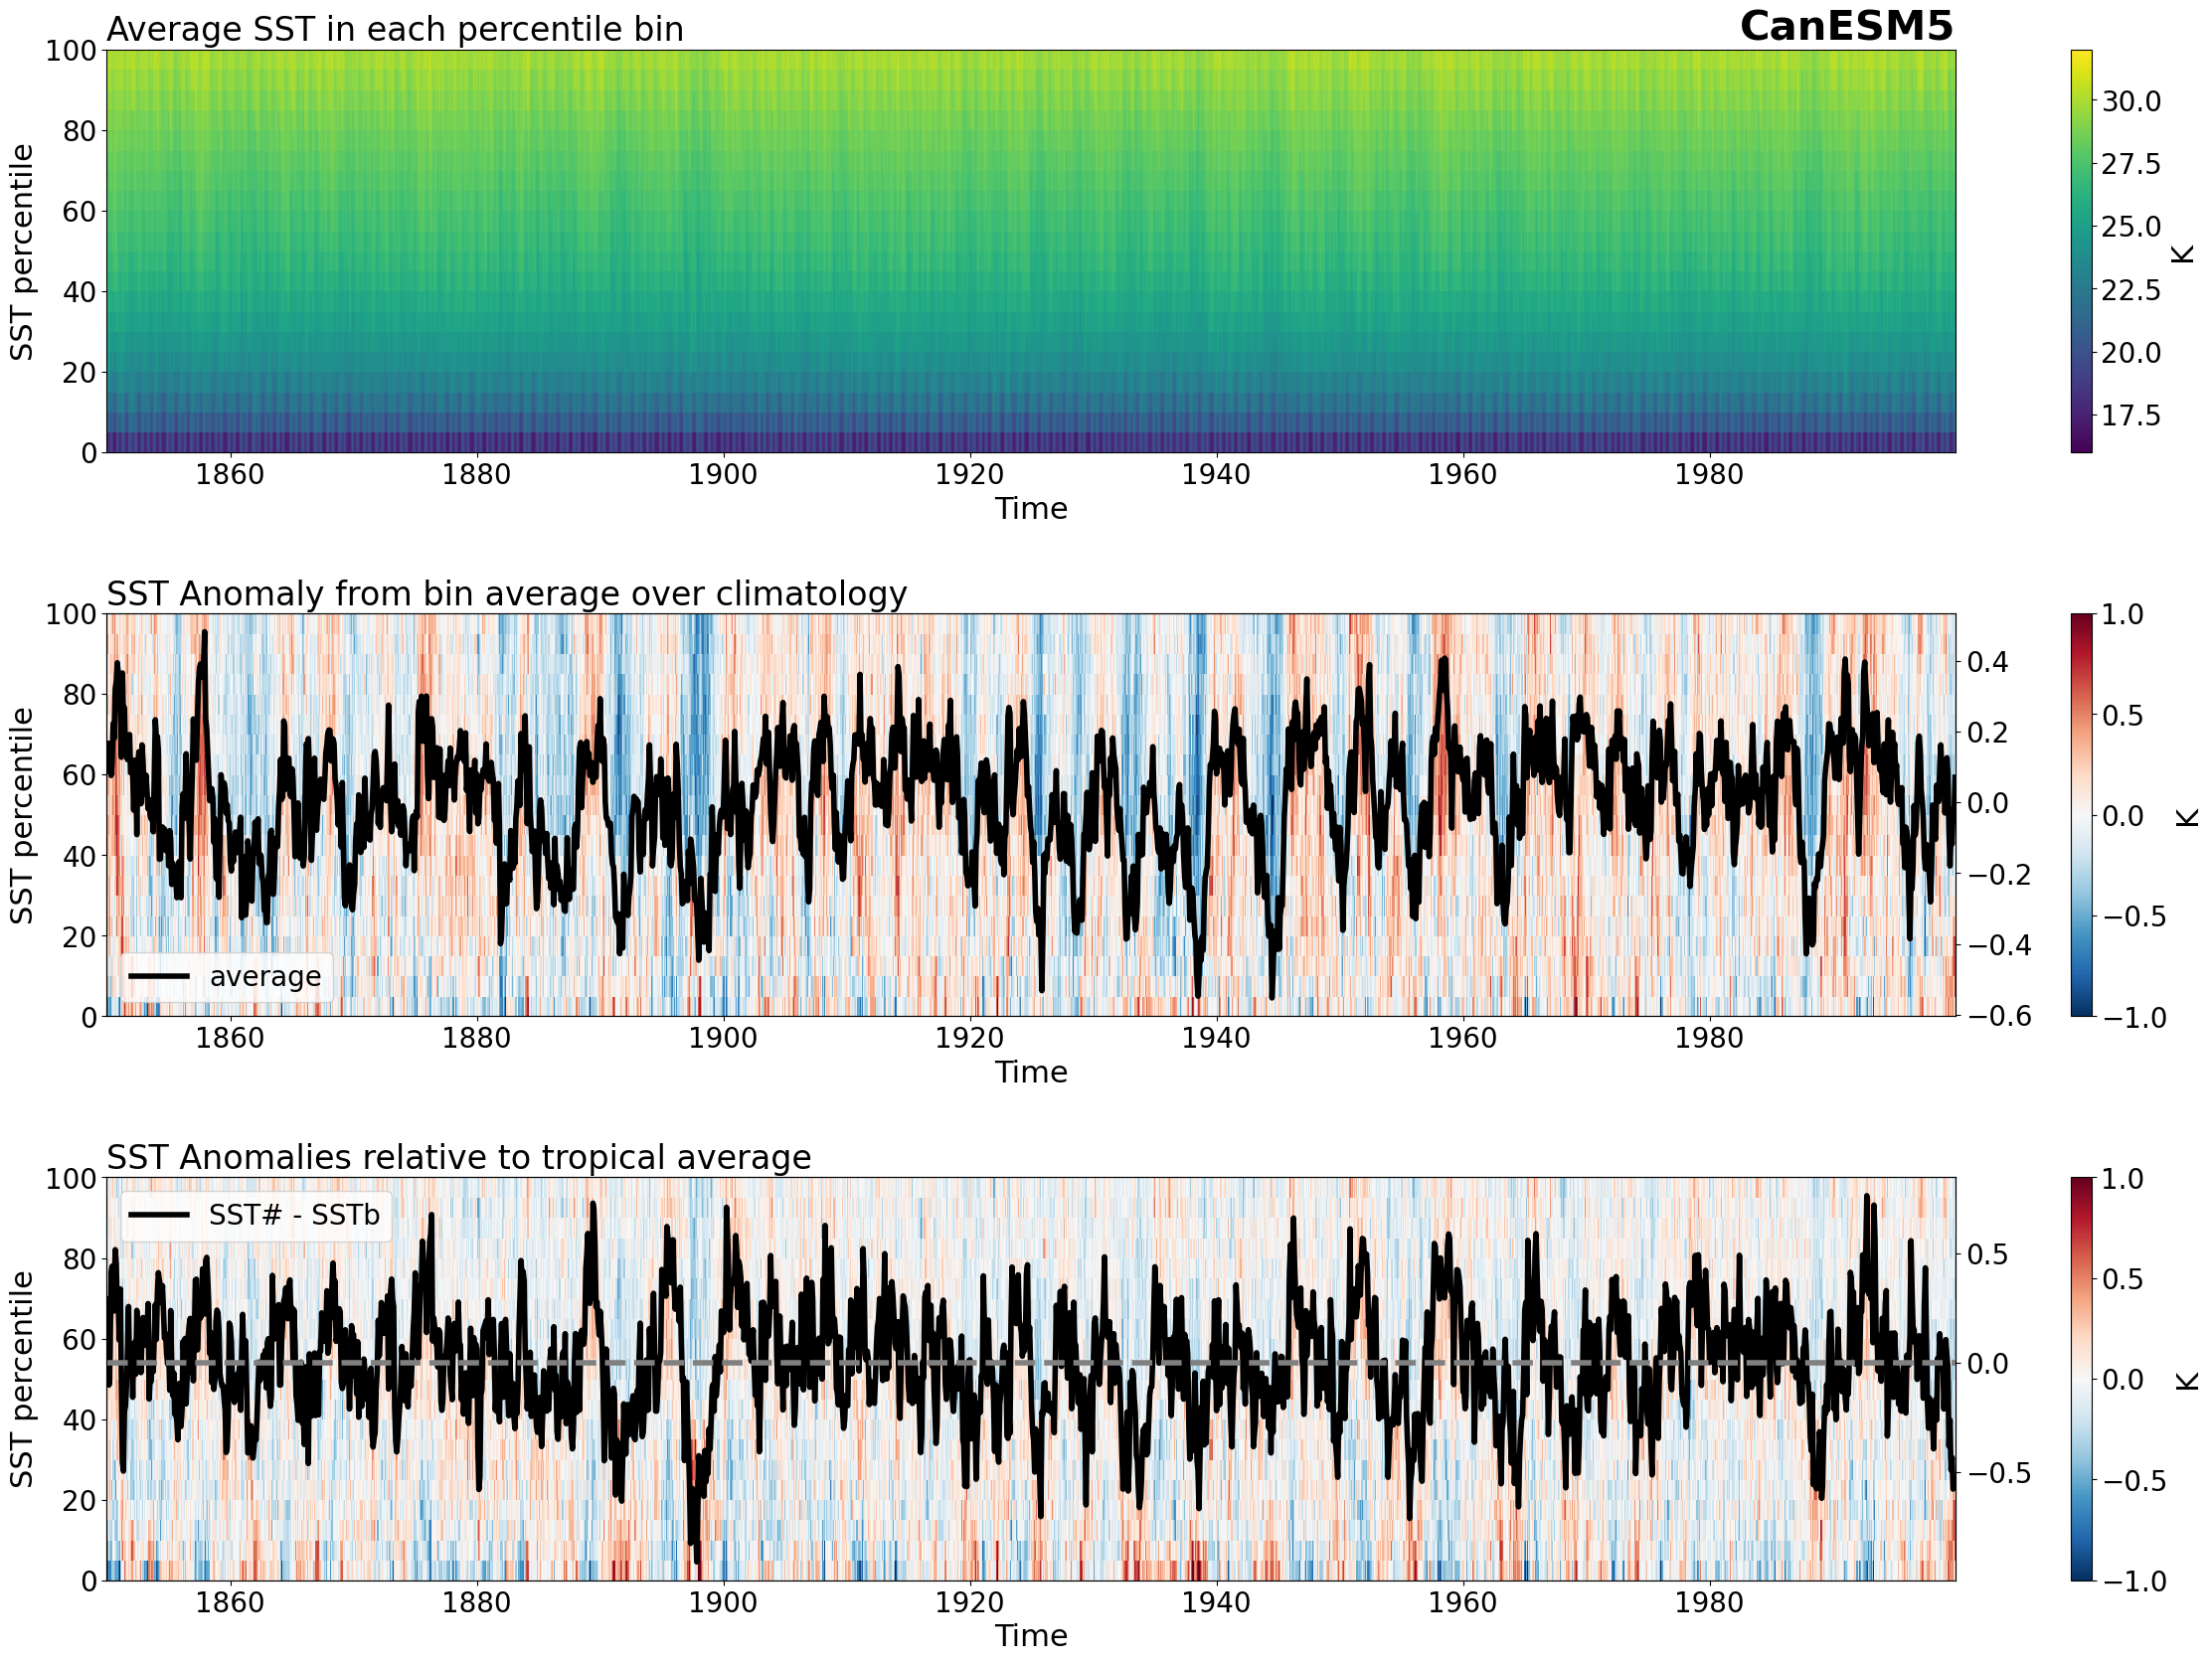 Average SST in each percentile bin
CanESM5
100
80
60
40
20
0
SST percentile
1860 1880 1900 1920 1940 1960 1980
Time
30.0
27.5
25.0
22.5
20.0
17.5
K
SST Anomaly from bin average over climatology
100
80
60
40
20
0
SST percentile
average
1860 1880 1900 1920 1940 1960 1980
Time
0.4
0.2
0.0
−0.2
−0.4
−0.6
1.0
0.5
0.0
−0.5
−1.0
K
SST Anomalies relative to tropical average
100
80
60
40
20
0
SST percentile
SST# - SSTb
1860 1880 1900 1920 1940 1960 1980
Time
0.5
0.0
−0.5
1.0
0.5
0.0
−0.5
−1.0
K